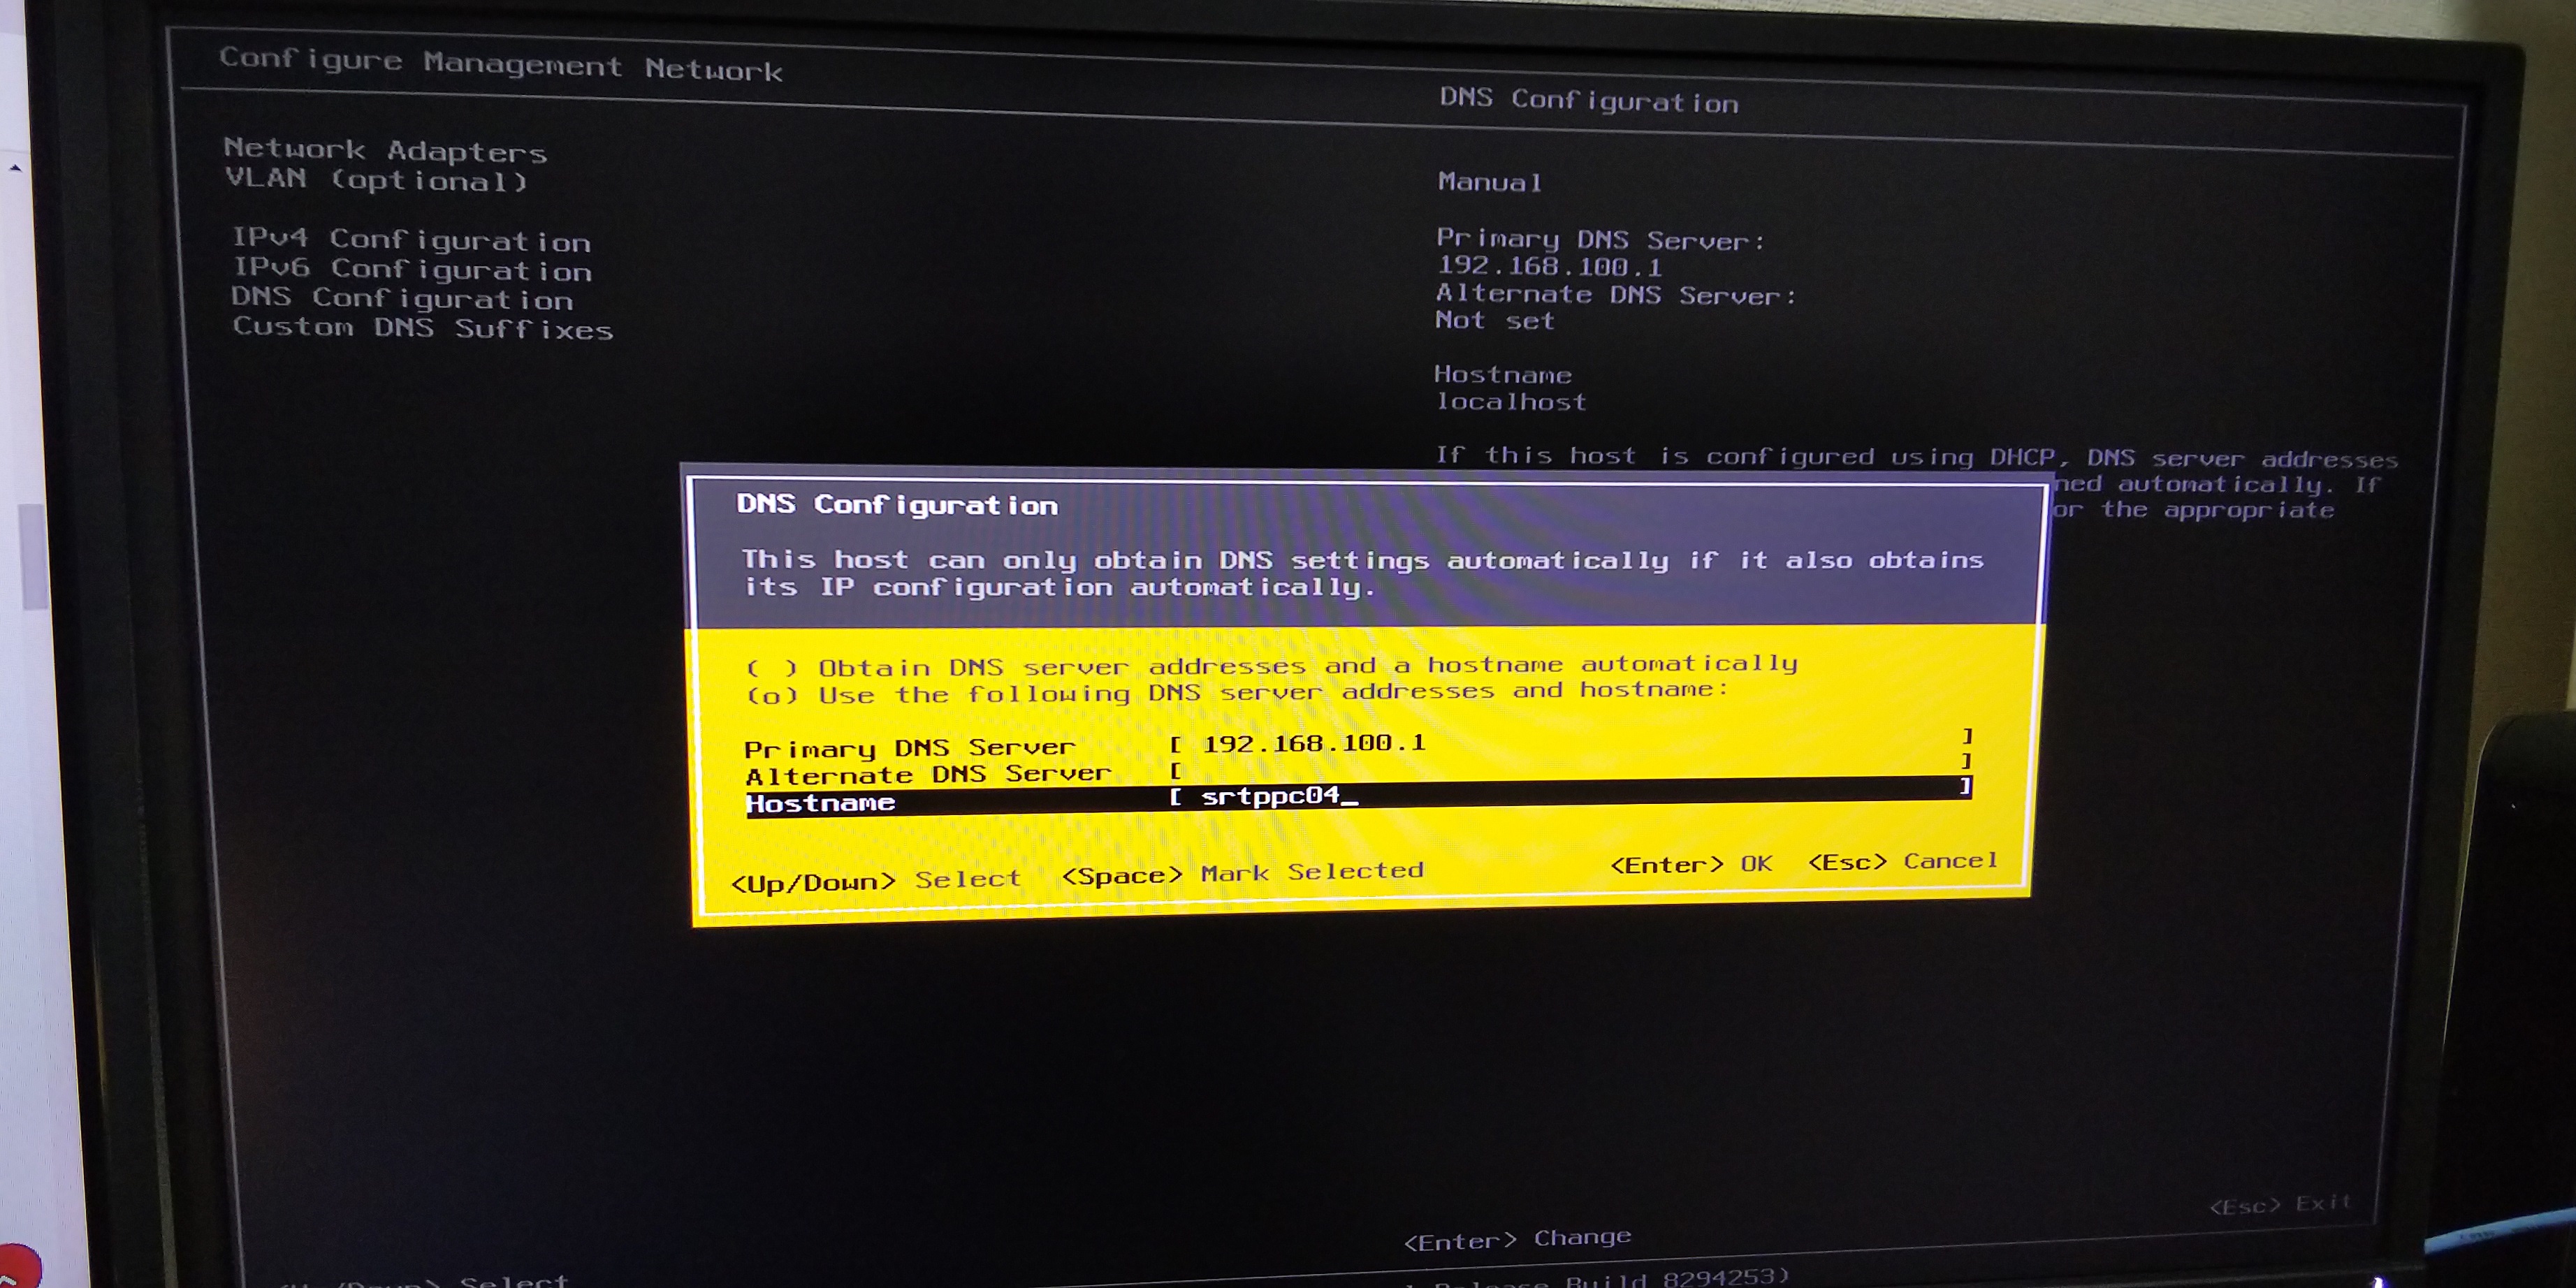 Configure Management Network
DNS Configuration
Network Adapters
VLAN (optional)
IPv4 Configuration
IPv6 Configuration
DNS Configuration
Custom DNS Suffixes
Manual
Primary DNS Server:
192.168.100.1
Alternate DNS Server:
Not set
Hostname
localhost
If this host is configured using DHCP, DNS server addresses
ned automatically. If
or the appropriate
DNS Configuration
This host can only obtain DNS settings automatically if it also obtains
its IP configuration automatically.
( ) Obtain DNS server addresses and a hostname automatically
(o) Use the following DNS server addresses and hostname:
Primary DNS Server [ 192.168.100.1 ]
Alternate DNS Server [ ]
Hostname [ srtppc04_ ]
<Up/Down> Select <Space> Mark Selected <Enter> OK <Esc> Cancel
<Enter> Change
<Esc> Exit
<Up/Down> Select
Release Build 8294253)